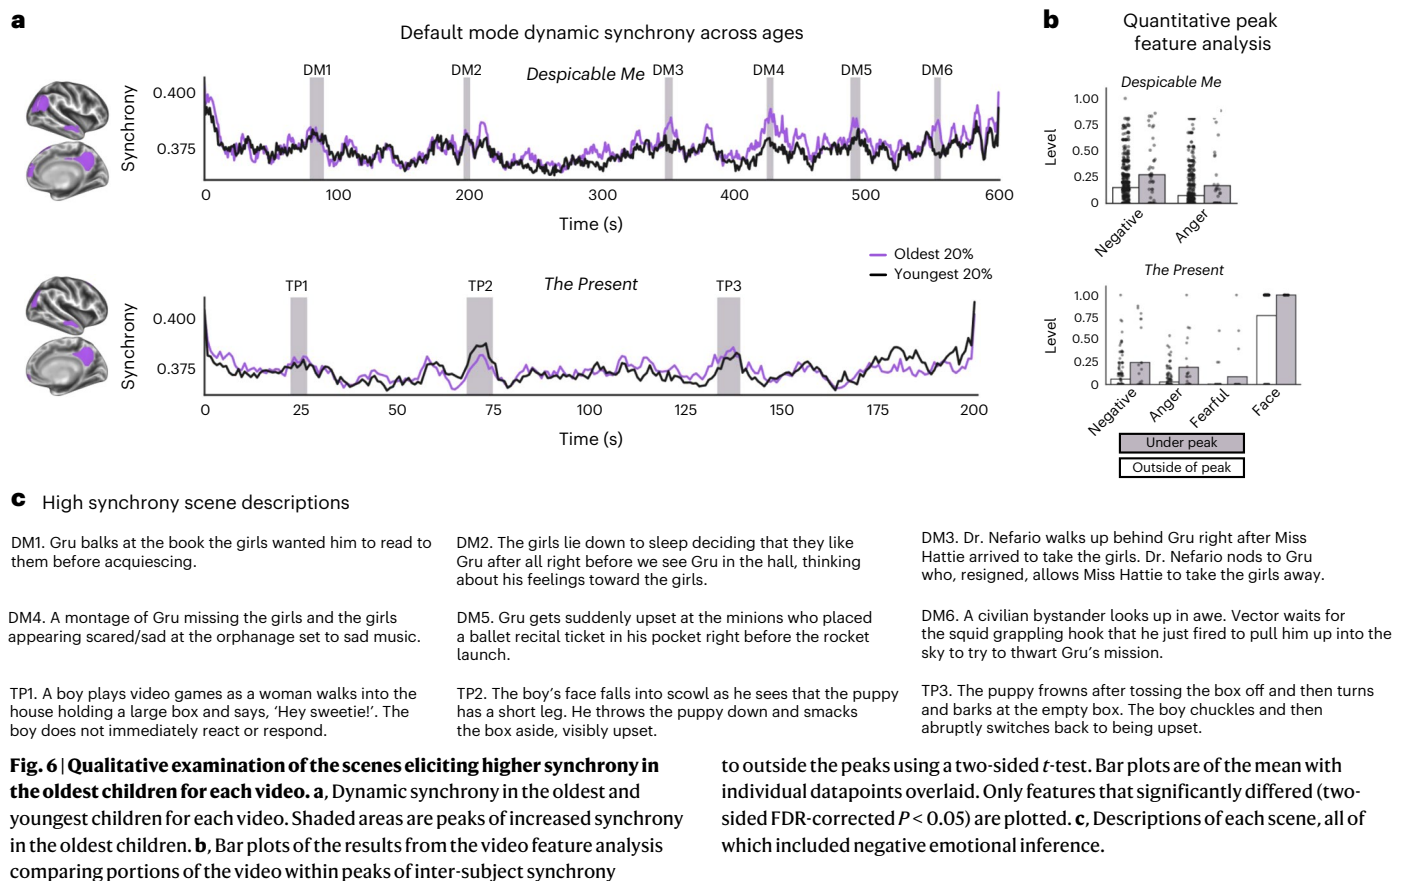 a
Default mode dynamic synchrony across ages
DM1
DM2
Despicable Me
DM3
DM4
DM5
DM6
Synchrony
0.400
0.375
0
100
200
300
400
500
600
Time (s)
Oldest 20%
Youngest 20%
TP1
TP2
The Present
TP3
Synchrony
0.400
0.375
0
25
50
75
100
125
150
175
200
Time (s)
b
Quantitative peak
feature analysis
Despicable Me
Level
1.00
0.75
0.50
0.25
0
Negative
Anger
The Present
Level
1.00
0.75
0.50
0.25
0
Negative
Anger
Fearful
Face
Under peak
Outside of peak
c High synchrony scene descriptions
DM1. Gru balks at the book the girls wanted him to read to
them before acquiescing.
DM2. The girls lie down to sleep deciding that they like
Gru after all right before we see Gru in the hall, thinking
about his feelings toward the girls.
DM3. Dr. Nefario walks up behind Gru right after Miss
Hattie arrived to take the girls. Dr. Nefario nods to Gru
who, resigned, allows Miss Hattie to take the girls away.
DM4. A montage of Gru missing the girls and the girls
appearing scared/sad at the orphanage set to sad music.
DM5. Gru gets suddenly upset at the minions who placed
a ballet recital ticket in his pocket right before the rocket
launch.
DM6. A civilian bystander looks up in awe. Vector waits for
the squid grappling hook that he just fired to pull him up into the
sky to try to thwart Gru's mission.
TP1. A boy plays video games as a woman walks into the
house holding a large box and says, 'Hey sweetie!'. The
boy does not immediately react or respond.
TP2. The boy's face falls into scowl as he sees that the puppy
has a short leg. He throws the puppy down and smacks
the box aside, visibly upset.
TP3. The puppy frowns after tossing the box off and then turns
and barks at the empty box. The boy chuckles and then
abruptly switches back to being upset.
Fig. 6 | Qualitative examination of the scenes eliciting higher synchrony in
the oldest children for each video. a, Dynamic synchrony in the oldest and
youngest children for each video. Shaded areas are peaks of increased synchrony
in the oldest children. b, Bar plots of the results from the video feature analysis
comparing portions of the video within peaks of inter-subject synchrony
to outside the peaks using a two-sided t-test. Bar plots are of the mean with
individual datapoints overlaid. Only features that significantly differed (two-
sided FDR-corrected P < 0.05) are plotted. c, Descriptions of each scene, all of
which included negative emotional inference.